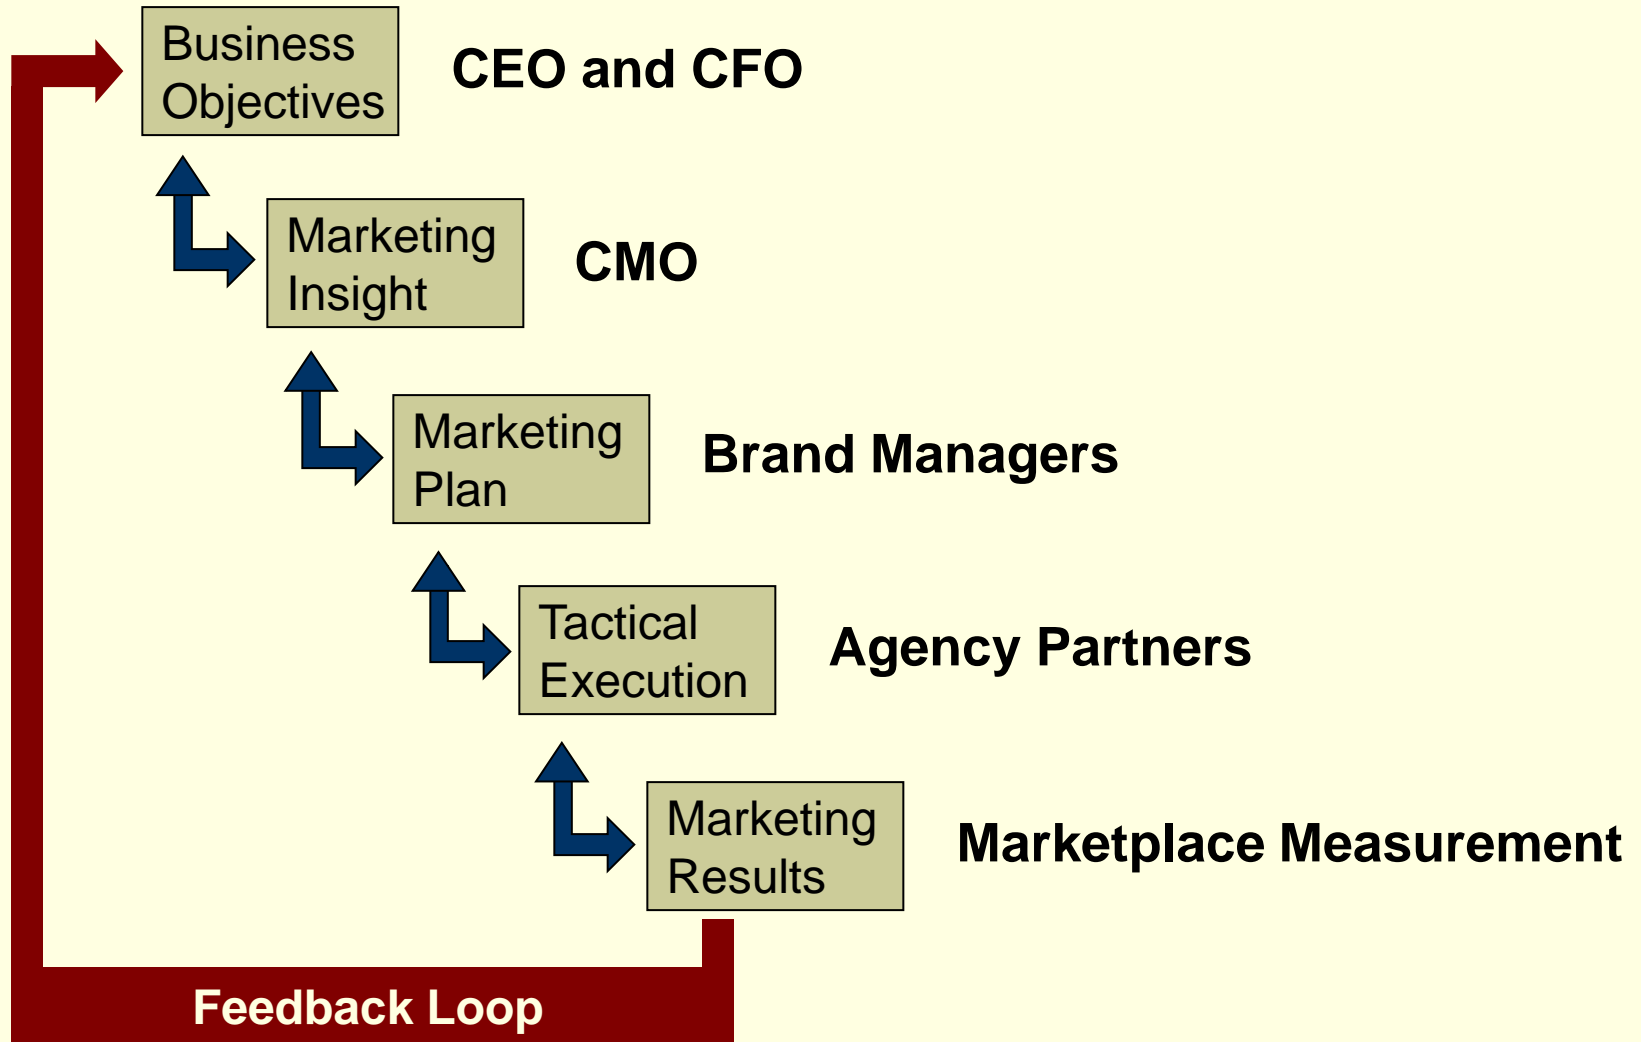 Business
Objectives
CEO and CFO
Marketing
Insight
CMO
Marketing
Plan
Brand Managers
Tactical
Execution
Agency Partners
Marketing
Results
Marketplace Measurement
Feedback Loop